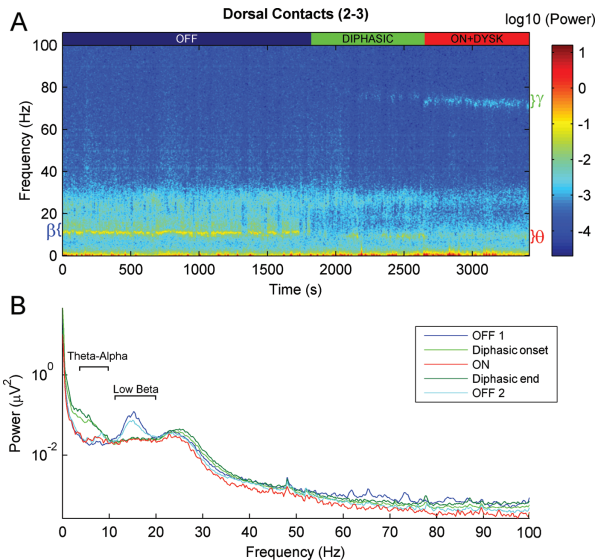 Dorsal Contacts (2-3)
log10 (Power)
A
OFF DIPHASIC ON+DYSK
100
80
60
40
20
0
Frequency (Hz)
β{
}γ
}θ
1
0
-1
-2
-3
-4
0 500 1000 1500 2000 2500 3000
Time (s)
B
Theta-Alpha
Low Beta
OFF 1
Diphasic onset
ON
Diphasic end
OFF 2
10^0
10^-2
Power (μV²)
0 10 20 30 40 50 60 70 80 90 100
Frequency (Hz)